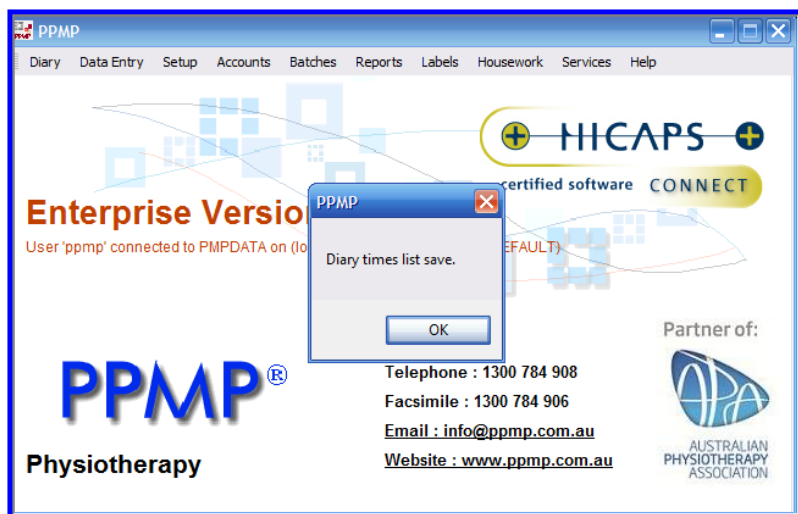 PPMP
Diary Data Entry Setup Accounts Batches Reports Labels Housework Services Help
HICAPS
certified software CONNECT
Enterprise Versio
User 'ppmp' connected to PMPDATA on (lo EFAULT)
PPMP
Diary times list save.
OK
Partner of:
PPMP®
Physiotherapy
Telephone : 1300 784 908
Facsimile : 1300 784 906
Email : info@ppmp.com.au
Website : www.ppmp.com.au
APA
AUSTRALIAN
PHYSIOTHERAPY
ASSOCIATION